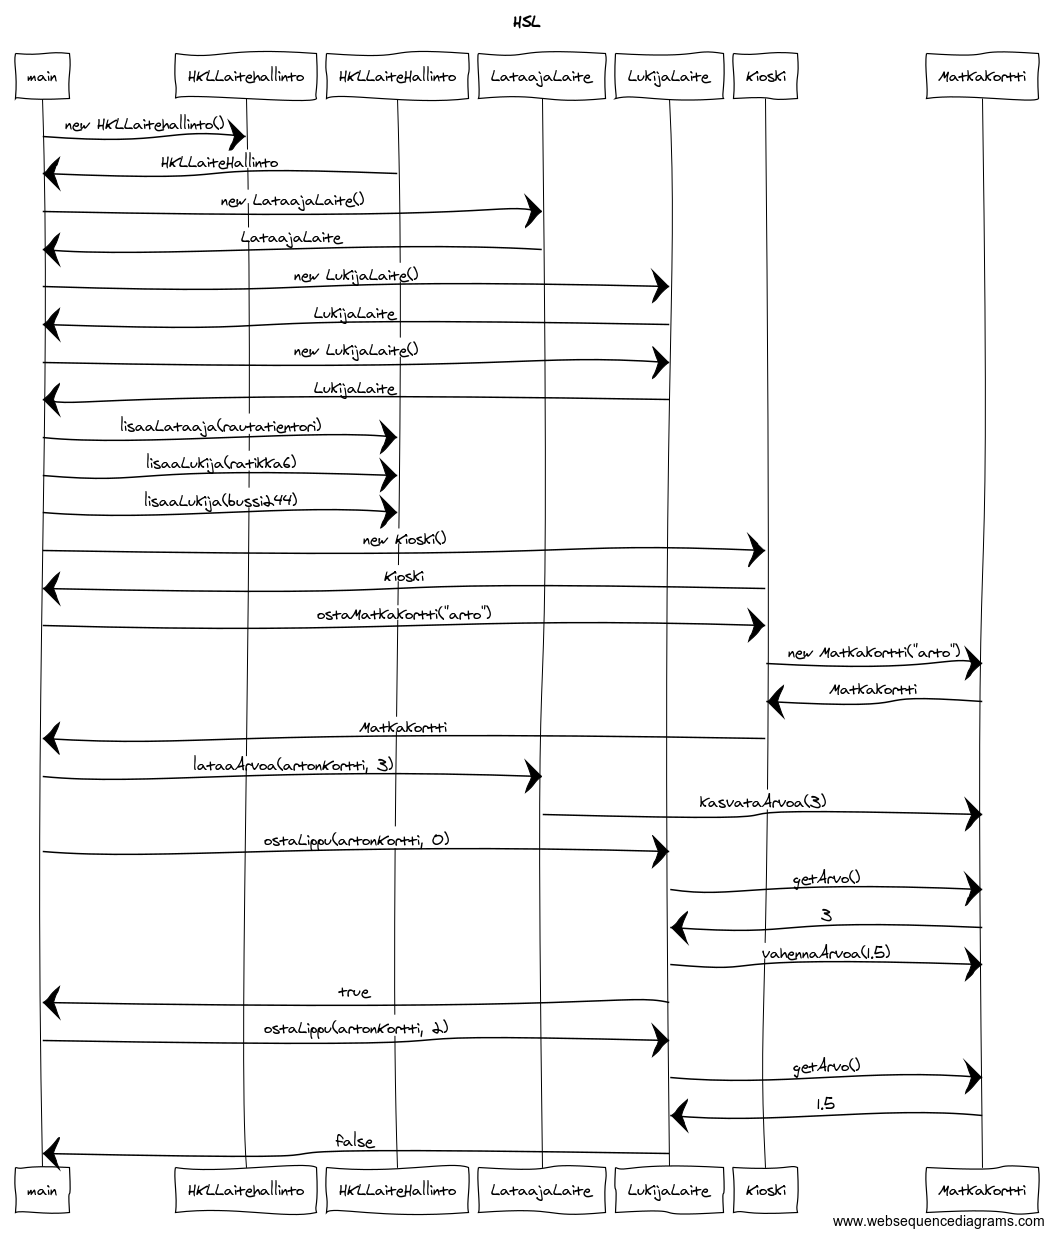 HSL
main
HKLLaitehallinto
HKLLaiteHallinto
LataajaLaite
LukijaLaite
Kioski
Matkakortti
new HKLLaitehallinto()
HKLLaiteHallinto
new LataajaLaite()
LataajaLaite
new LukijaLaite()
LukijaLaite
new LukijaLaite()
LukijaLaite
lisaaLataaja(rautatientori)
lisaaLukija(ratikka6)
lisaaLukija(bussi244)
new Kioski()
Kioski
ostaMatkakortti("arto")
new Matkakortti("arto")
Matkakortti
Matkakortti
lataaArvoa(artonKortti, 3)
kasvataArvoa(3)
ostaLippu(artonKortti, 0)
getArvo()
3
vahennaArvoa(1.5)
true
ostaLippu(artonKortti, 2)
getArvo()
1.5
false
main
HKLLaitehallinto
HKLLaiteHallinto
LataajaLaite
LukijaLaite
Kioski
Matkakortti
www.websequencediagrams.com